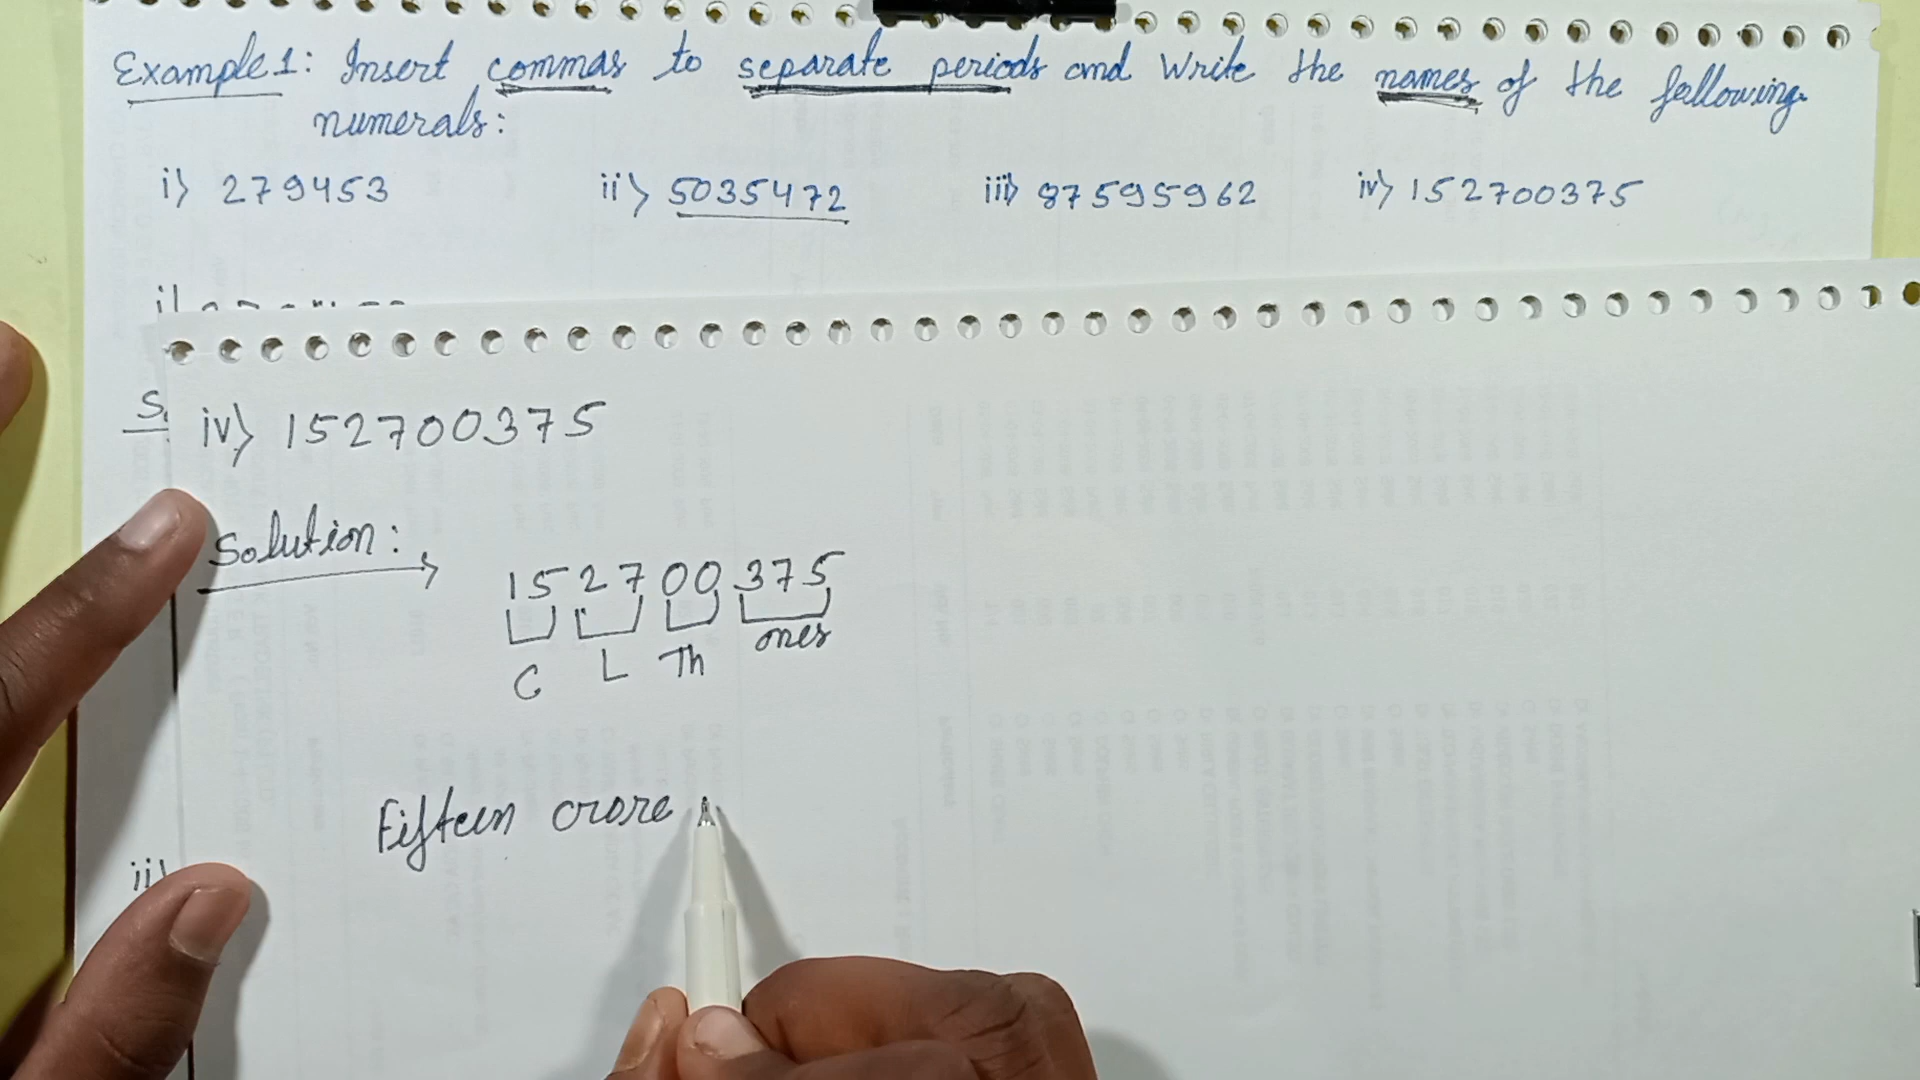 Example 1: Insert commas to separate periods and Write the names of the following
numerals:
i) 279453 ii) 5035472 iii) 87595962 iv) 152700375
iv) 152700375
Solution:
152700375
C L Th ones
Fifteen crore
ii)